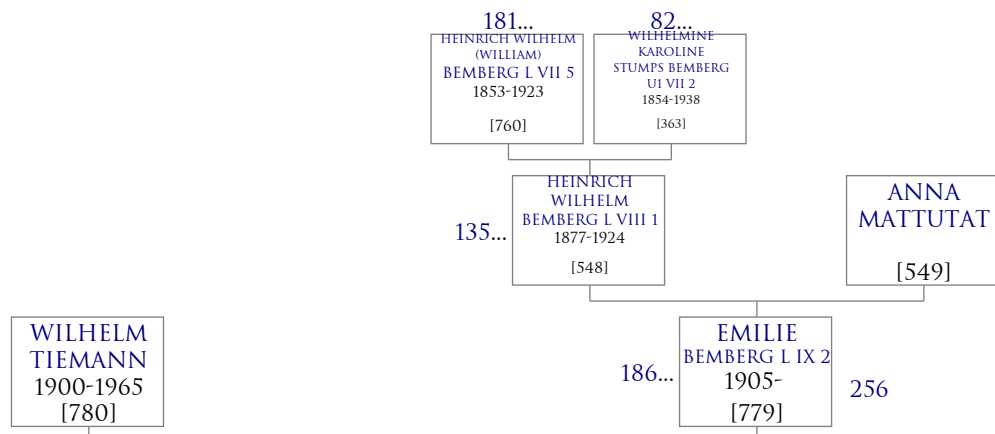 181...
HEINRICH WILHELM
(WILLIAM)
BEMBERG L VII 5
1853-1923
[760]
82...
WILHELMINE
KAROLINE
STUMPS BEMBERG
U1 VII 2
1854-1938
[363]
135...
HEINRICH
WILHELM
BEMBERG L VIII 1
1877-1924
[548]
ANNA
MATTUTAT
[549]
WILHELM
TIEMANN
1900-1965
[780]
186...
EMILIE
BEMBERG L IX 2
1905-
[779]
256